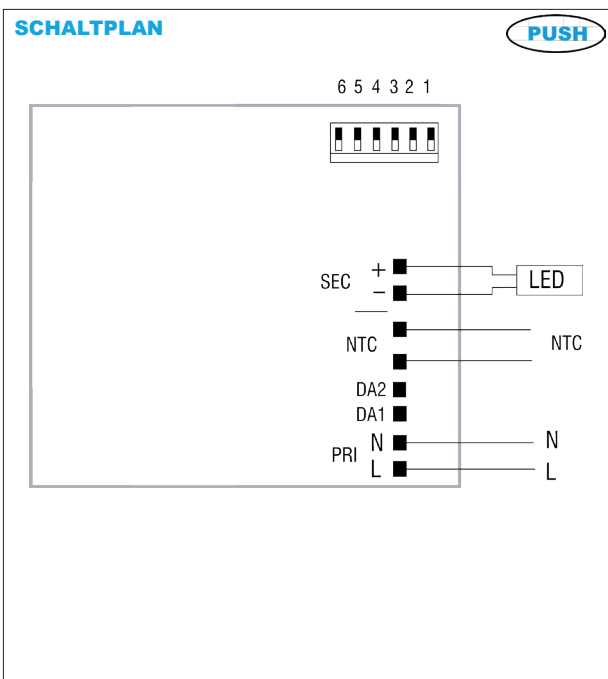 SCHALTPLAN
PUSH
6 5 4 3 2 1
SEC + LED
−
NTC NTC
DA2
DA1
PRI N N
L L